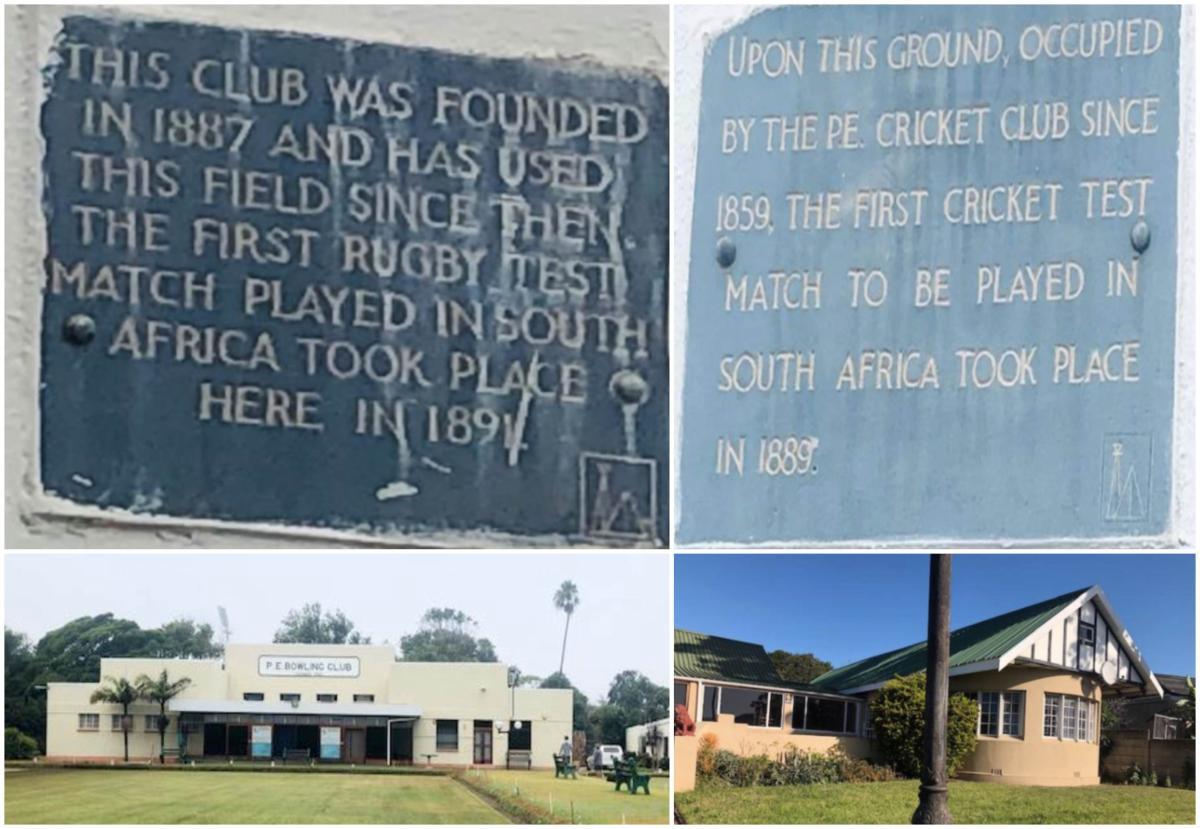 THIS CLUB WAS FOUNDED
IN 1887 AND HAS USED
THIS FIELD SINCE THEN.
THE FIRST RUGBY TEST
MATCH PLAYED IN SOUTH
AFRICA TOOK PLACE
HERE IN 1891.
UPON THIS GROUND, OCCUPIED
BY THE P.E. CRICKET CLUB SINCE
1859, THE FIRST CRICKET TEST
MATCH TO BE PLAYED IN
SOUTH AFRICA TOOK PLACE
IN 1889.
P.E. BOWLING CLUB